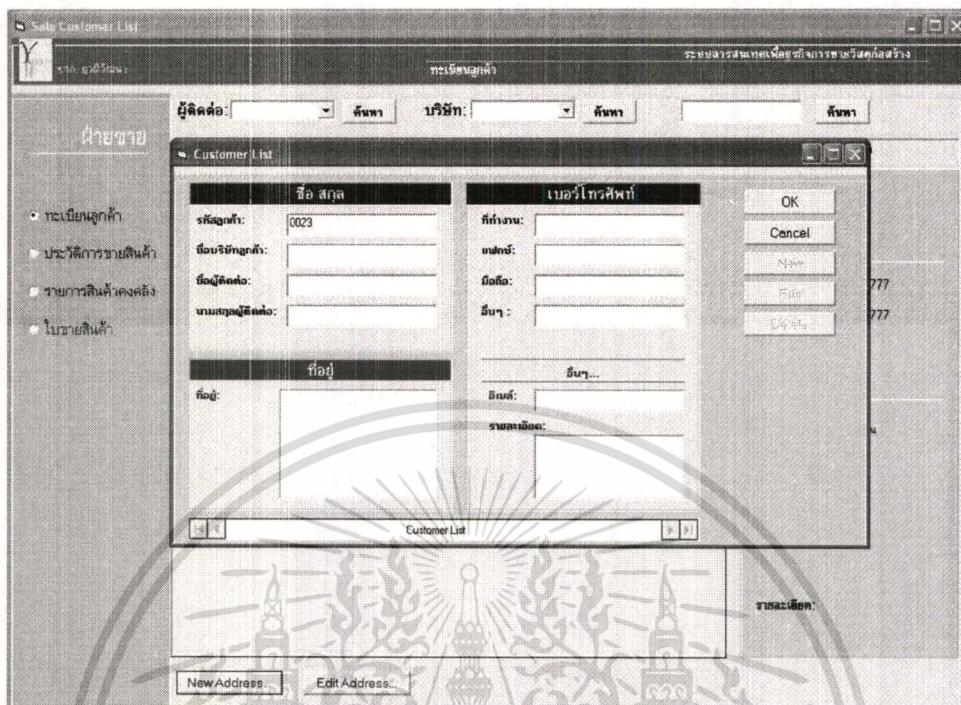 Sale Customer List
ระบบสารสนเทศเพื่อธุรกิจการขายวัสดุก่อสร้าง
ทะเบียนลูกค้า
ผู้ติดต่อ: ค้นหา บริษัท: ค้นหา ค้นหา
ฝ่ายขาย
ทะเบียนลูกค้า
ประวัติการขายสินค้า
รายการสินค้าคงคลัง
ใบขายสินค้า
Customer List
ชื่อ สกุล
รหัสลูกค้า: 0023
ชื่อบริษัทลูกค้า:
ชื่อผู้ติดต่อ:
นามสกุลผู้ติดต่อ:
เบอร์โทรศัพท์
ที่ทำงาน:
แฟกซ์:
มือถือ:
อื่นๆ :
OK
Cancel
New
Edit
Delete
777
777
ที่อยู่
ที่อยู่:
อื่นๆ...
อีเมล์:
รายละเอียด:
น
Customer List
รายละเอียด:
New Address... Edit Address...